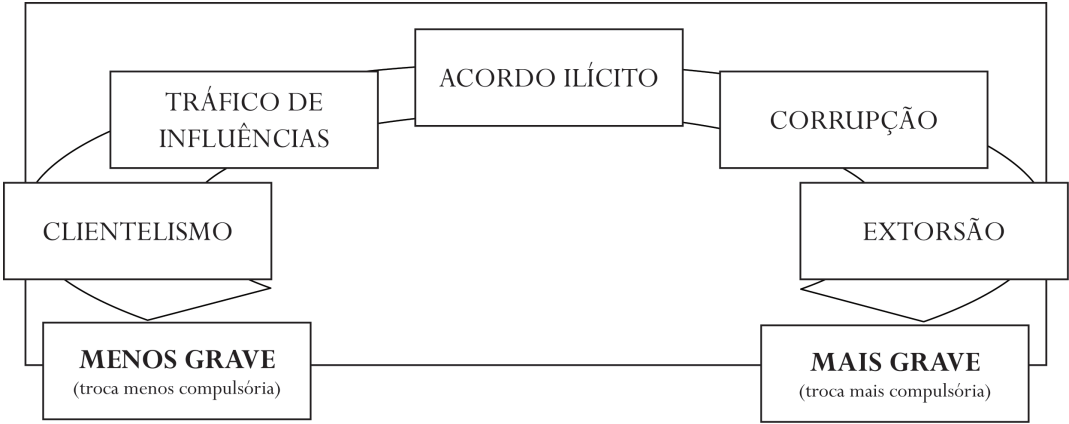 ACORDO ILÍCITO
TRÁFICO DE
INFLUÊNCIAS
CORRUPÇÃO
CLIENTELISMO
EXTORSÃO
MENOS GRAVE
(troca menos compulsória)
MAIS GRAVE
(troca mais compulsória)